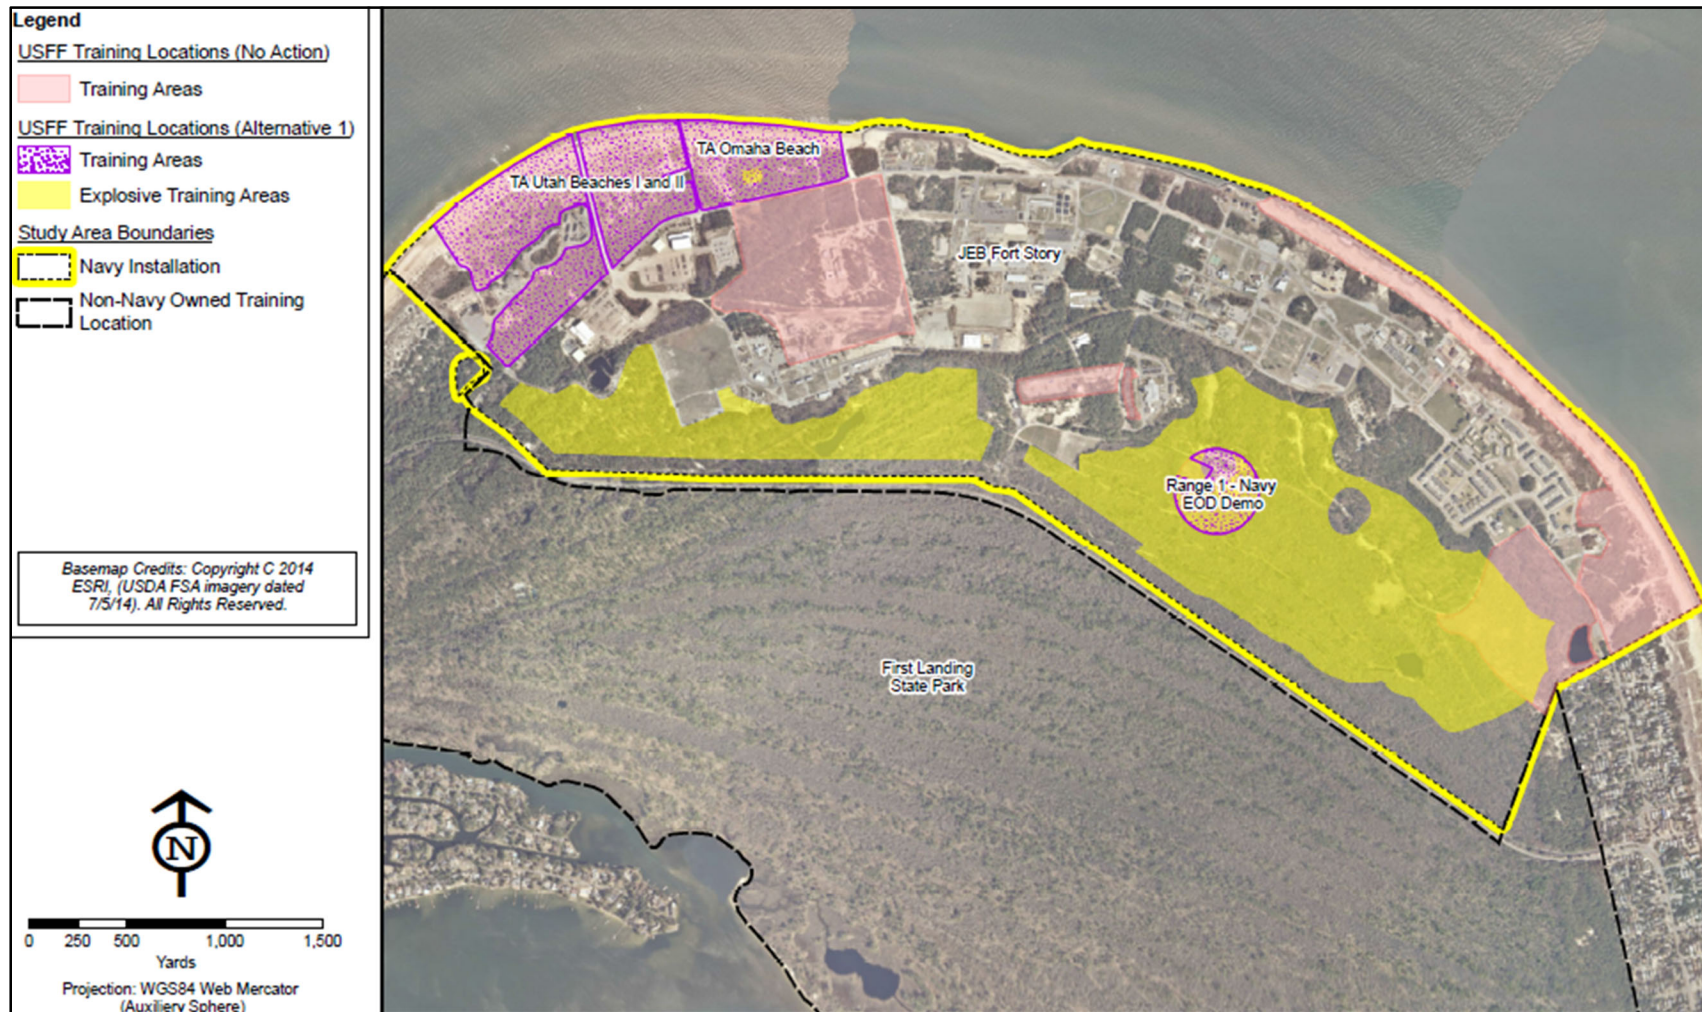 Legend
USFF Training Locations (No Action)
Training Areas
USFF Training Locations (Alternative 1)
Training Areas
Explosive Training Areas
Study Area Boundaries
Navy Installation
Non-Navy Owned Training
Location
Basemap Credits: Copyright C 2014
ESRI, (USDA FSA imagery dated
7/5/14). All Rights Reserved.
N
0 250 500 1,000 1,500
Yards
Projection: WGS84 Web Mercator
(Auxiliery Sphere)
TA Omaha Beach
TA Utah Beaches I and II
JEB Fort Story
Range 1 - Navy
EOD Demo
First Landing
State Park